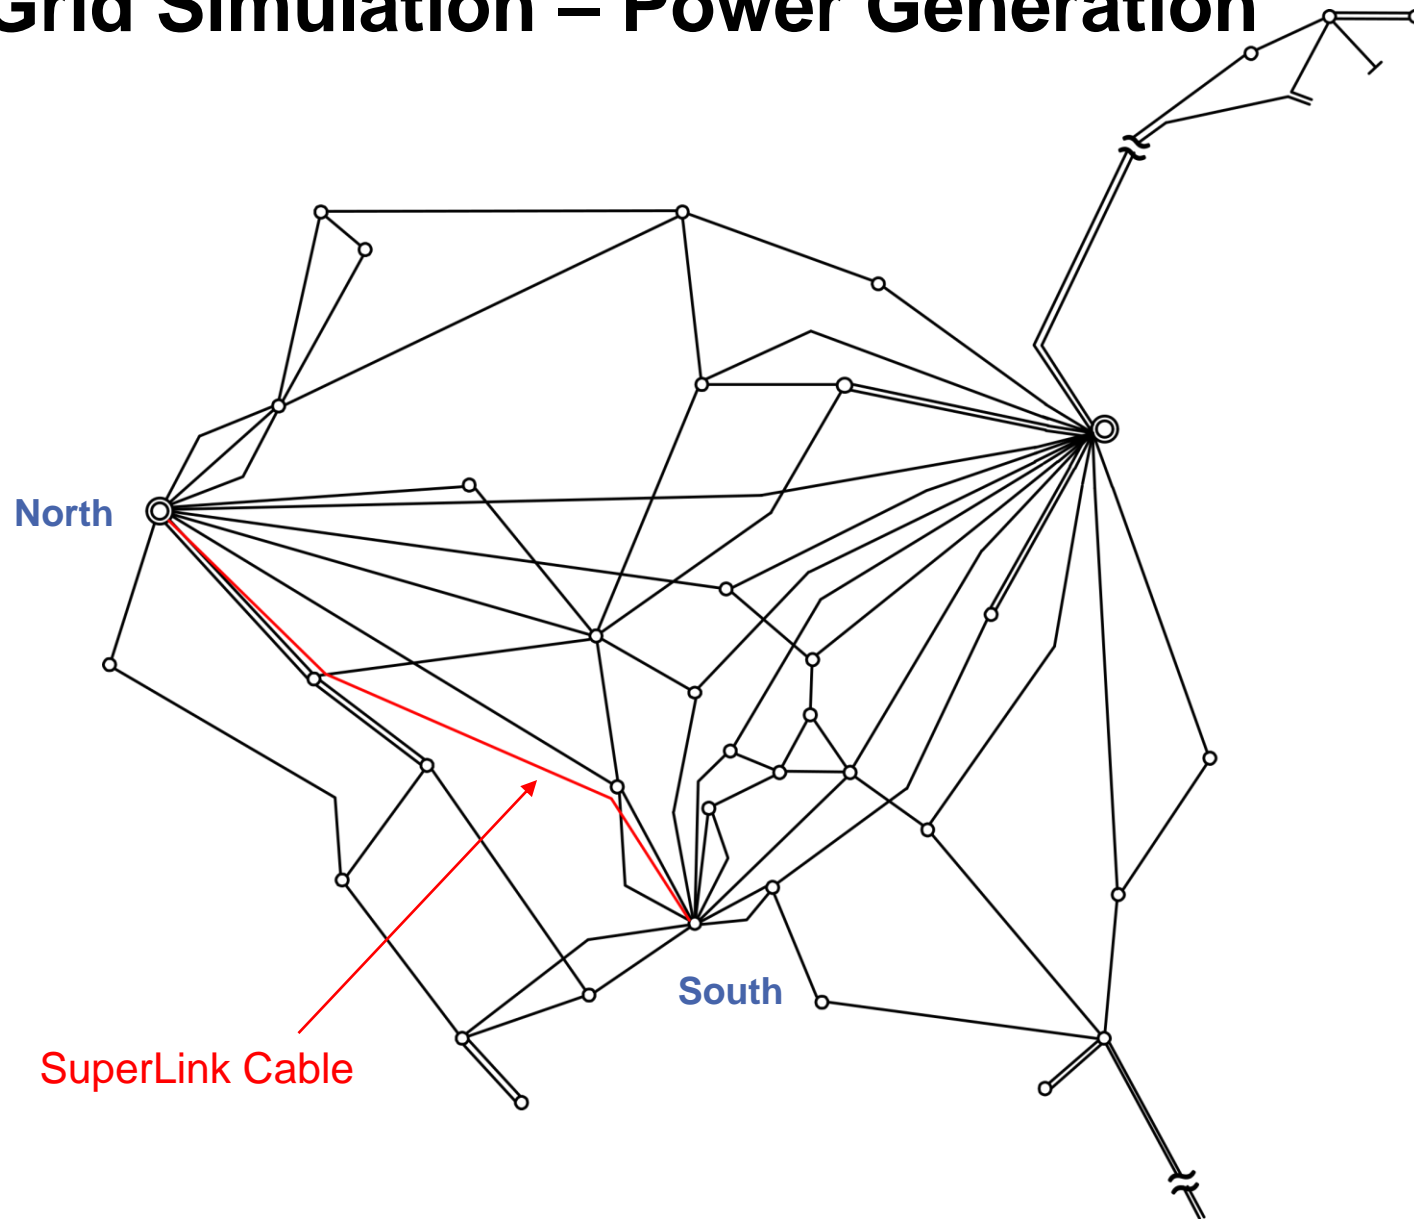 Grid Simulation – Power Generation
North
South
SuperLink Cable